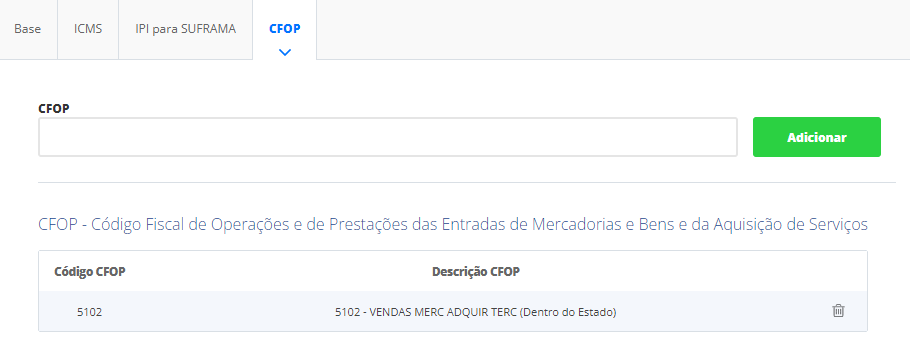 Base ICMS IPI para SUFRAMA CFOP
CFOP
Adicionar
CFOP - Código Fiscal de Operações e de Prestações das Entradas de Mercadorias e Bens e da Aquisição de Serviços
Código CFOP Descrição CFOP
5102 5102 - VENDAS MERC ADQUIR TERC (Dentro do Estado)